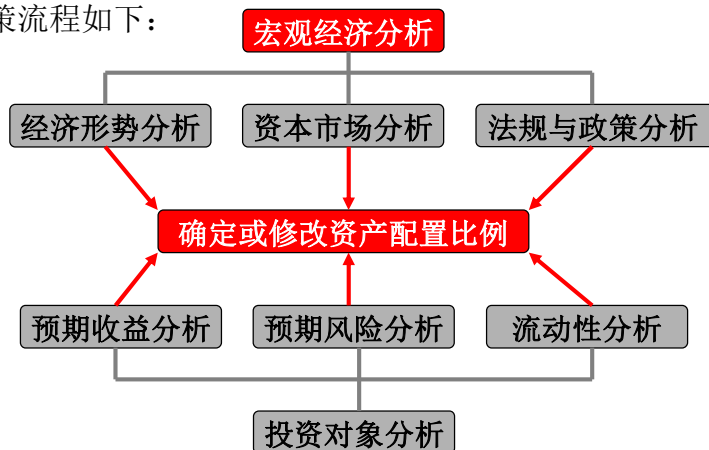 策流程如下：
宏观经济分析
经济形势分析
资本市场分析
法规与政策分析
确定或修改资产配置比例
预期收益分析
预期风险分析
流动性分析
投资对象分析